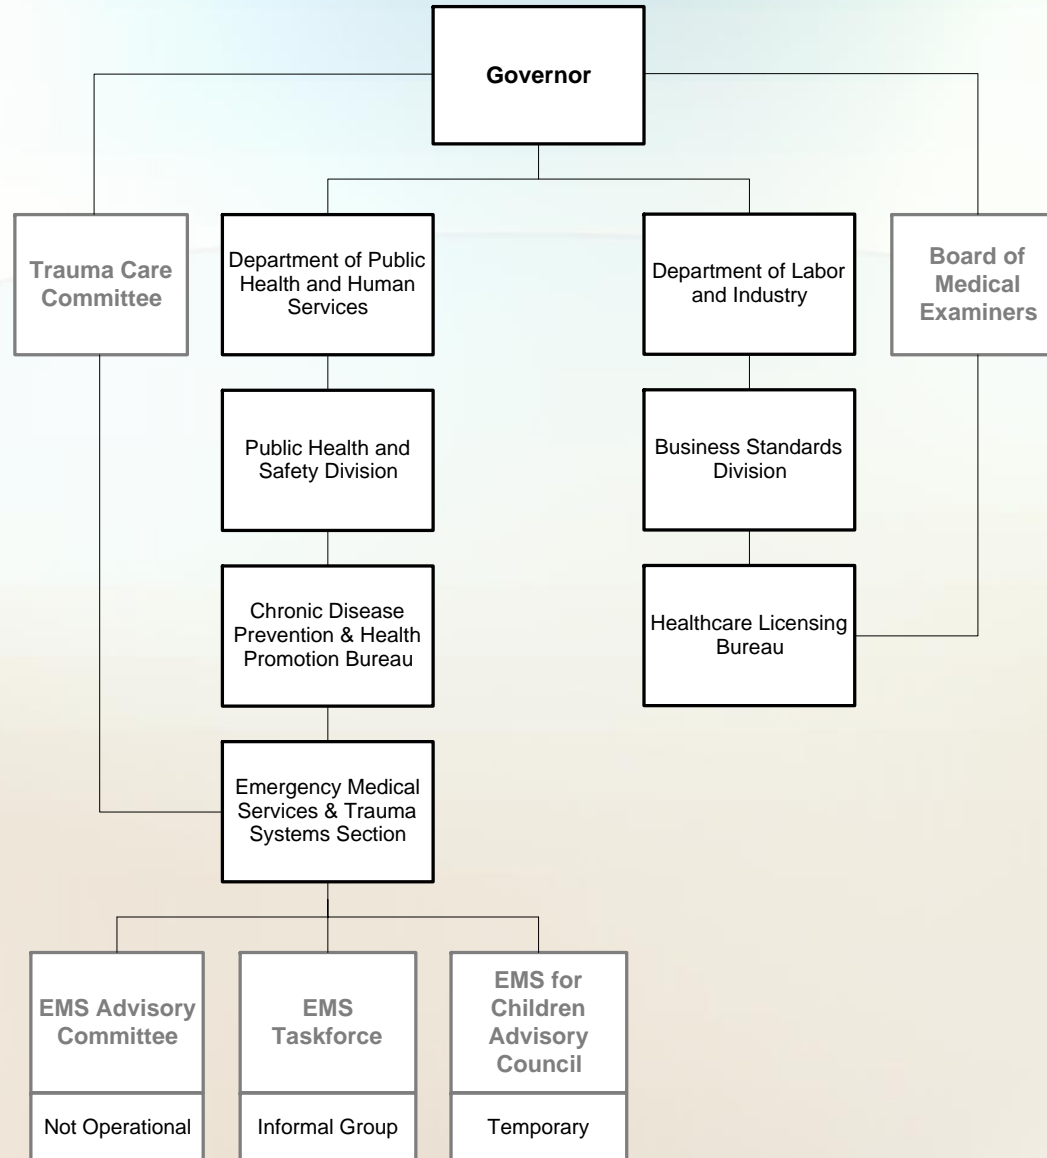 Governor
Trauma Care
Committee
Department of Public
Health and Human
Services
Department of Labor
and Industry
Board of
Medical
Examiners
Public Health and
Safety Division
Business Standards
Division
Chronic Disease
Prevention & Health
Promotion Bureau
Healthcare Licensing
Bureau
Emergency Medical
Services & Trauma
Systems Section
EMS Advisory
Committee
EMS
Taskforce
EMS for
Children
Advisory
Council
Not Operational
Informal Group
Temporary